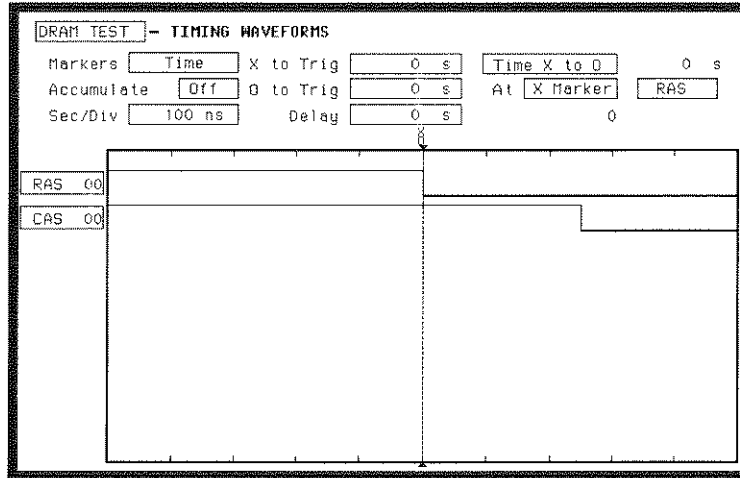 DRAM TEST — TIMING WAVEFORMS
Markers Time X to Trig 0 s Time X to O 0 s
Accumulate Off O to Trig 0 s At X Marker RAS
Sec/Div 100 ns Delay 0 s 0
X
O
RAS 00
CAS 00